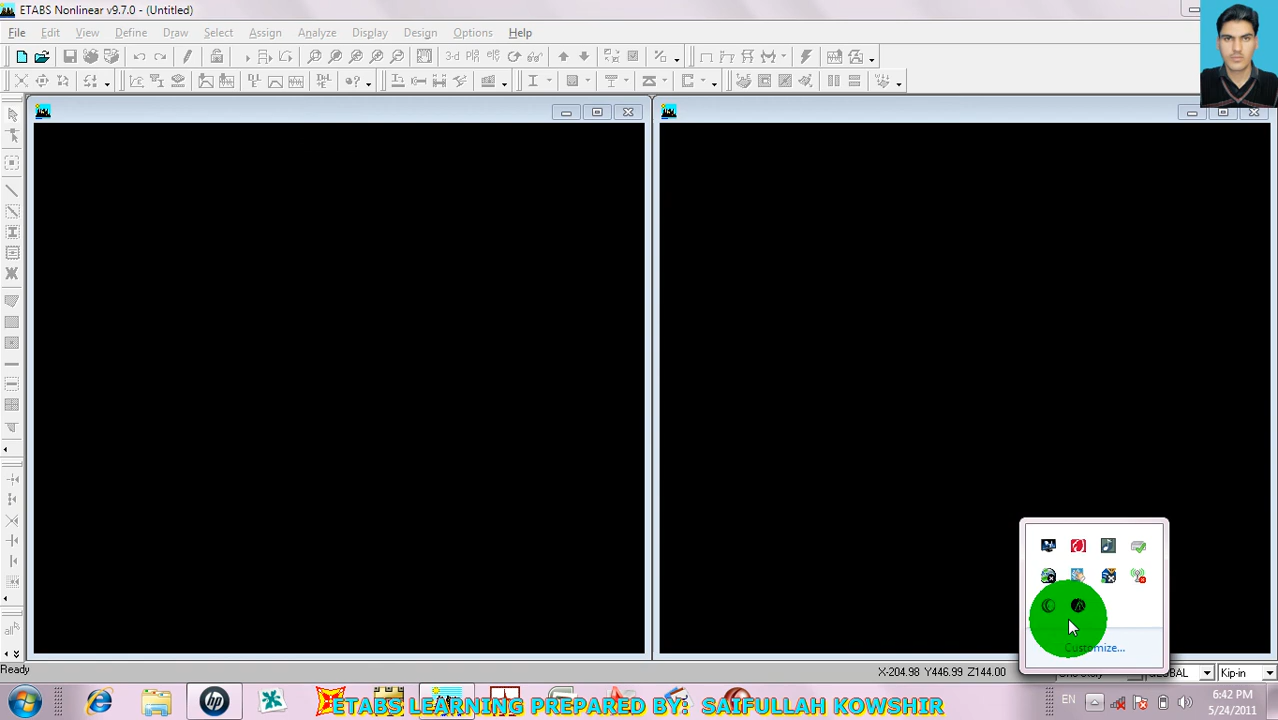 ETABS Nonlinear v9.7.0 - (Untitled)
File Edit View Define Draw Select Assign Analyze Display Design Options Help
3-d
Customize...
Ready
X-204.98 Y446.99 Z144.00
GLOBAL
Kip-in
EN
6:42 PM
5/24/2011
ETABS LEARNING PREPARED BY: SAIFULLAH KOWSHIR